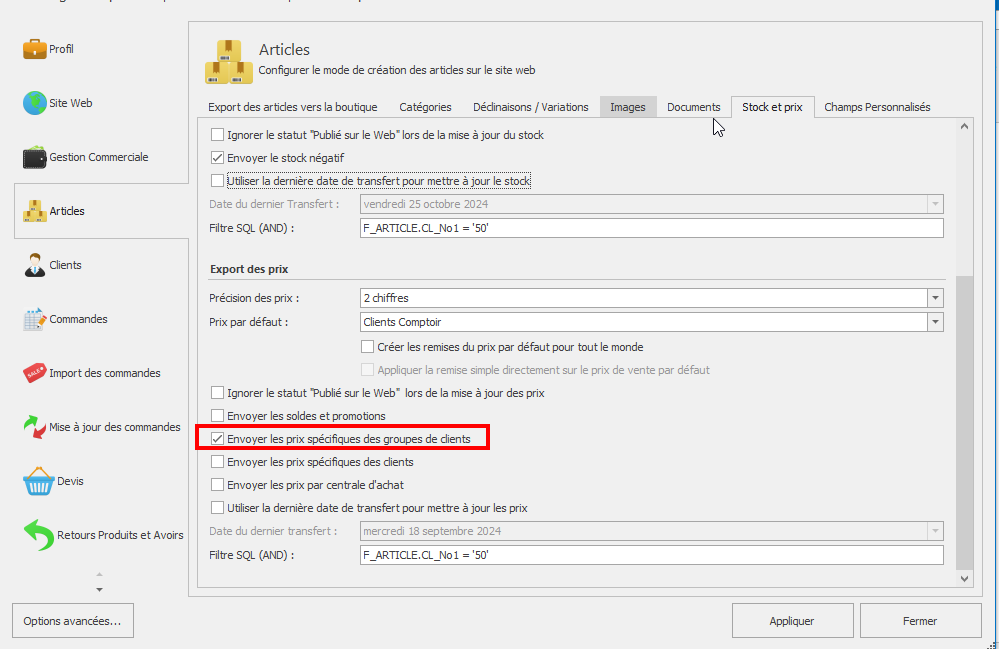 Profil
Site Web
Gestion Commerciale
Articles
Clients
Commandes
Import des commandes
Mise à jour des commandes
Devis
Retours Produits et Avoirs
Options avancées...
Articles
Configurer le mode de création des articles sur le site web
Export des articles vers la boutique Catégories Déclinaisons / Variations Images Documents Stock et prix Champs Personnalisés
Ignorer le statut "Publié sur le Web" lors de la mise à jour du stock
Envoyer le stock négatif
Utiliser la dernière date de transfert pour mettre à jour le stock
Date du dernier Transfert : vendredi 25 octobre 2024
Filtre SQL (AND) : F_ARTICLE.CL_No1 = '50'
Export des prix
Précision des prix : 2 chiffres
Prix par défaut : Clients Comptoir
Créer les remises du prix par défaut pour tout le monde
Appliquer la remise simple directement sur le prix de vente par défaut
Ignorer le statut "Publié sur le Web" lors de la mise à jour des prix
Envoyer les soldes et promotions
Envoyer les prix spécifiques des groupes de clients
Envoyer les prix spécifiques des clients
Envoyer les prix par centrale d'achat
Utiliser la dernière date de transfert pour mettre à jour les prix
Date du dernier transfert : mercredi 18 septembre 2024
Filtre SQL (AND) : F_ARTICLE.CL_No1 = '50'
Appliquer Fermer